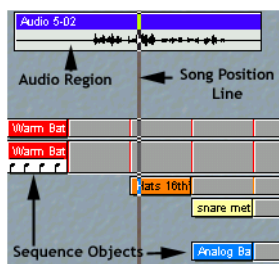 Audio 5-02
Audio Region
Song Position
Line
Warm Bat
Warm Bat
Hats 16th
snare met
Sequence Objects
Analog Ba